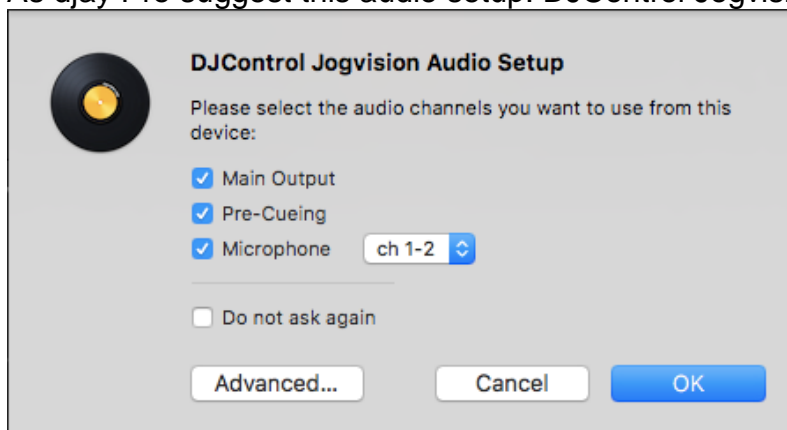 DJControl Jogvision Audio Setup
Please select the audio channels you want to use from this
device:
Main Output
Pre-Cueing
Microphone ch 1-2
Do not ask again
Advanced... Cancel OK